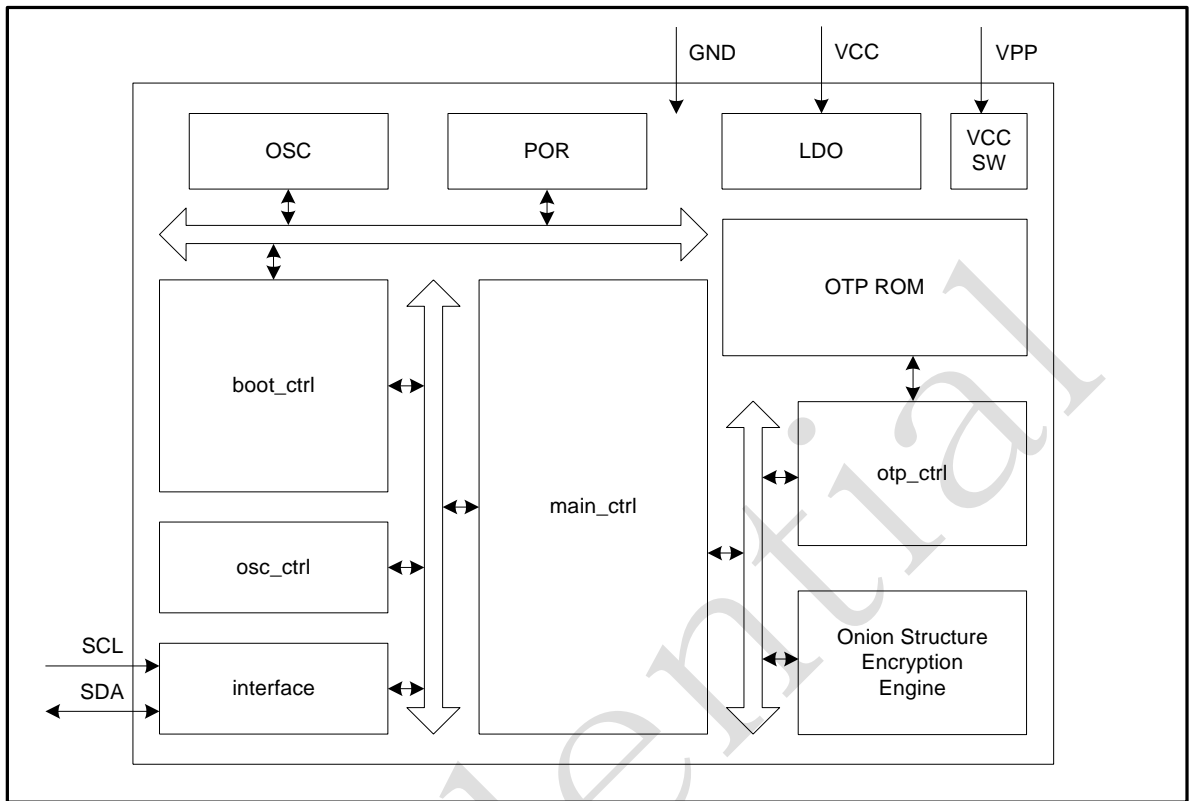 GND
VCC
VPP
OSC
POR
LDO
VCC
SW
OTP ROM
boot_ctrl
main_ctrl
otp_ctrl
osc_ctrl
Onion Structure
Encryption
Engine
SCL
SDA
interface
dential